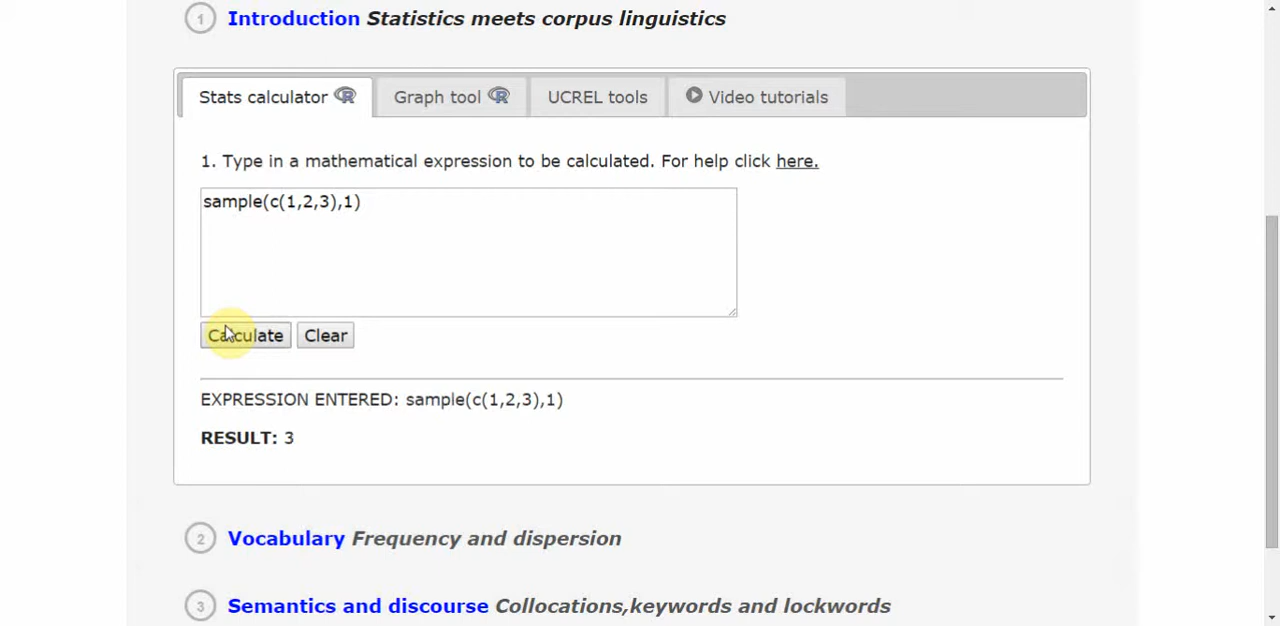 1 Introduction Statistics meets corpus linguistics
Stats calculator R Graph tool R UCREL tools Video tutorials
1. Type in a mathematical expression to be calculated. For help click here.
sample(c(1,2,3),1)
Calculate Clear
EXPRESSION ENTERED: sample(c(1,2,3),1)
RESULT: 3
2 Vocabulary Frequency and dispersion
3 Semantics and discourse Collocations,keywords and lockwords